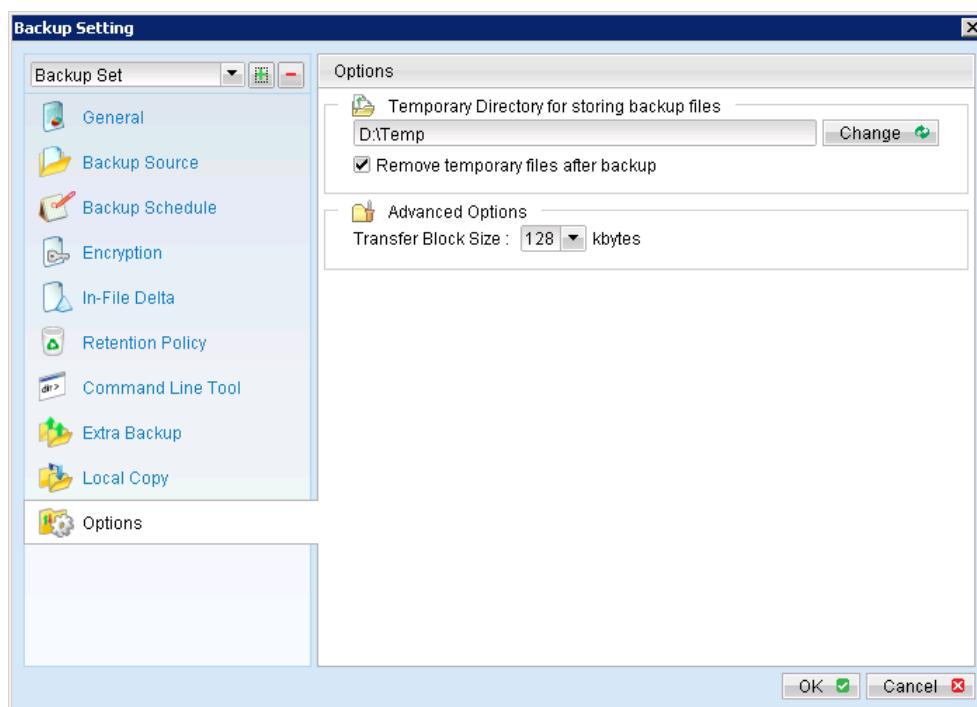 Backup Setting
Backup Set
General
Backup Source
Backup Schedule
Encryption
In-File Delta
Retention Policy
Command Line Tool
Extra Backup
Local Copy
Options
Options
Temporary Directory for storing backup files
D:\Temp
Change
Remove temporary files after backup
Advanced Options
Transfer Block Size : 128 kbytes
OK
Cancel